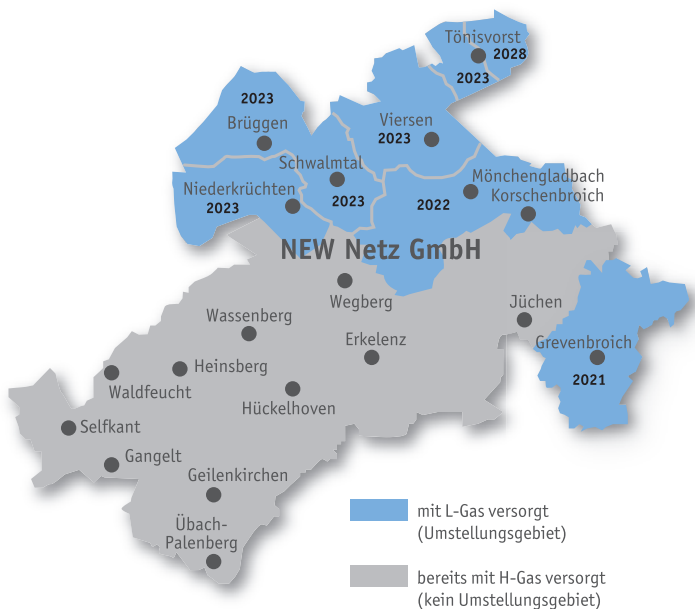 Tönisvorst
2028
2023
2023
Brüggen
Viersen
2023
Schwalmtal
Mönchengladbach
Niederkrüchten
Korschenbroich
2023
2023
2022
NEW Netz GmbH
Wegberg
Jüchen
Wassenberg
Erkelenz
Grevenbroich
Heinsberg
2021
Waldfeucht
Hückelhoven
Selfkant
Gangelt
Geilenkirchen
Übach-
Palenberg
mit L-Gas versorgt
(Umstellungsgebiet)
bereits mit H-Gas versorgt
(kein Umstellungsgebiet)